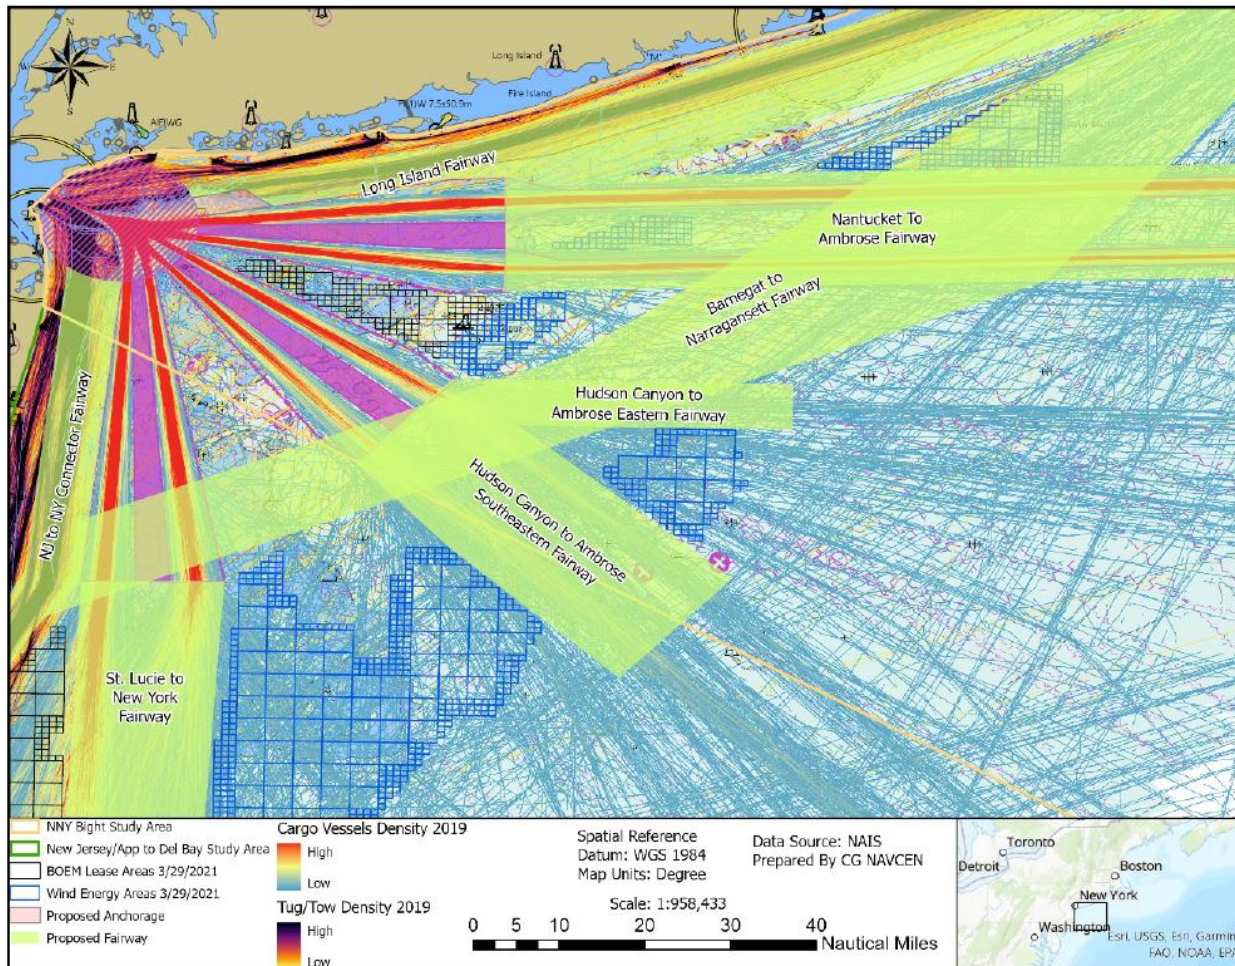 N
E
S
Long Island
"M"
Fire Island
Fl(1)W 7.5s50.9m
Long Island Fairway
Nantucket To
Ambrose Fairway
Barnegat to
Narragansett Fairway
Hudson Canyon to
Ambrose Eastern Fairway
Hudson Canyon to Ambrose
Southeastern Fairway
NJ to NY Connector Fairway
St. Lucie to
New York
Fairway
NNY Bight Study Area
New Jersey/App to Del Bay Study Area
BOEM Lease Areas 3/29/2021
Wind Energy Areas 3/29/2021
Proposed Anchorage
Proposed Fairway
Cargo Vessels Density 2019
High
Low
Tug/Tow Density 2019
High
Low
Spatial Reference
Datum: WGS 1984
Map Units: Degree
Scale: 1:958,433
0 5 10 20 30 40
Nautical Miles
Data Source: NAIS
Prepared By CG NAVCEN
Toronto
Detroit
Boston
New York
Washington
Esri, USGS, Esri, Garmin
FAO, NOAA, EPA